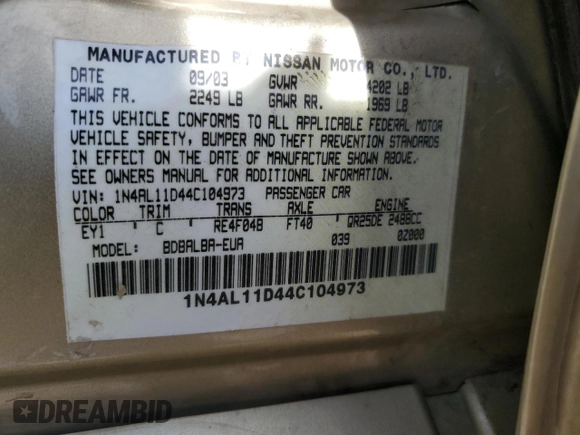 MANUFACTURED BY NISSAN MOTOR CO., LTD.
DATE 09/03 GVWR 4202 LB
GAWR FR. 2249 LB GAWR RR. 1969 LB
THIS VEHICLE CONFORMS TO ALL APPLICABLE FEDERAL MOTOR
VEHICLE SAFETY, BUMPER AND THEFT PREVENTION STANDARDS
IN EFFECT ON THE DATE OF MANUFACTURE SHOWN ABOVE.
SEE OWNERS MANUAL FOR ADDITIONAL INFORMATION.
VIN: 1N4AL11D44C104973 PASSENGER CAR
COLOR TRIM TRANS AXLE ENGINE
EY1 C RE4F04B FT40 QR25DE 2488CC
MODEL: BDBALBA-EUA 039 0Z000
1N4AL11D44C104973
DREAMBID